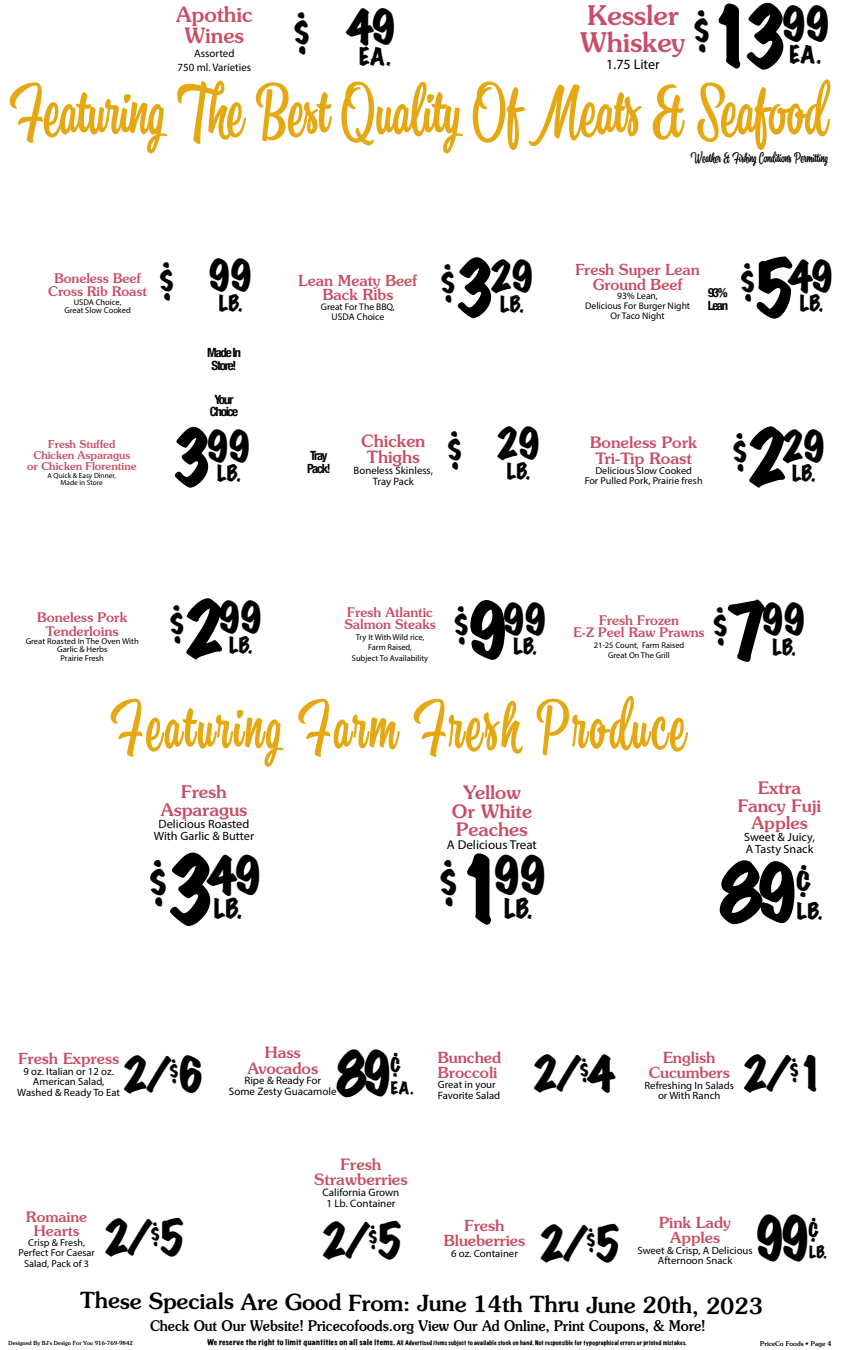 Apothic
Wines
Assorted
750 ml. Varieties
$ 49
EA.
Kessler
Whiskey
1.75 Liter
$13 99
EA.
Featuring The Best Quality Of Meats & Seafood
Weather & Fishing Conditions Permitting
Boneless Beef
Cross Rib Roast
USDA Choice,
Great Slow Cooked
$ 99
LB.
Lean Meaty Beef
Back Ribs
Great For The BBQ,
USDA Choice
$3 29
LB.
Fresh Super Lean
Ground Beef
93% Lean,
Delicious For Burger Night
Or Taco Night
93%
Lean
$5 49
LB.
Made In
Store!
Your
Choice
Fresh Stuffed
Chicken Asparagus
or Chicken Florentine
A Quick & Easy Dinner,
Made in Store
3 99
LB.
Tray
Pack!
Chicken
Thighs
Boneless Skinless,
Tray Pack
$ 29
LB.
Boneless Pork
Tri-Tip Roast
Delicious Slow Cooked
For Pulled Pork, Prairie fresh
$2 29
LB.
Boneless Pork
Tenderloins
Great Roasted In The Oven With
Garlic & Herbs
Prairie Fresh
$2 99
LB.
Fresh Atlantic
Salmon Steaks
Try It With Wild rice,
Farm Raised,
Subject To Availability
$9 99
LB.
Fresh Frozen
E-Z Peel Raw Prawns
21-25 Count, Farm Raised
Great On The Grill
$7 99
LB.
Featuring Farm Fresh Produce
Fresh
Asparagus
Delicious Roasted
With Garlic & Butter
$3 49
LB.
Yellow
Or White
Peaches
A Delicious Treat
$1 99
LB.
Extra
Fancy Fuji
Apples
Sweet & Juicy,
A Tasty Snack
89¢
LB.
Fresh Express
9 oz. Italian or 12 oz.
American Salad,
Washed & Ready To Eat
2/$6
Hass
Avocados
Ripe & Ready For
Some Zesty Guacamole
89¢
EA.
Bunched
Broccoli
Great in your
Favorite Salad
2/$4
English
Cucumbers
Refreshing In Salads
or With Ranch
2/$1
Romaine
Hearts
Crisp & Fresh,
Perfect For Caesar
Salad, Pack of 3
2/$5
Fresh
Strawberries
California Grown
1 Lb. Container
2/$5
Fresh
Blueberries
6 oz. Container
2/$5
Pink Lady
Apples
Sweet & Crisp, A Delicious
Afternoon Snack
99¢
LB.
These Specials Are Good From: June 14th Thru June 20th, 2023
Check Out Our Website! Pricecofoods.org View Our Ad Online, Print Coupons, & More!
Designed By BJ's Design For You 916-769-9842
We reserve the right to limit quantities on all sale items. All Advertised items subject to available stock on hand. Not responsible for typographical errors or printed mistakes.
PriceCo Foods • Page 4